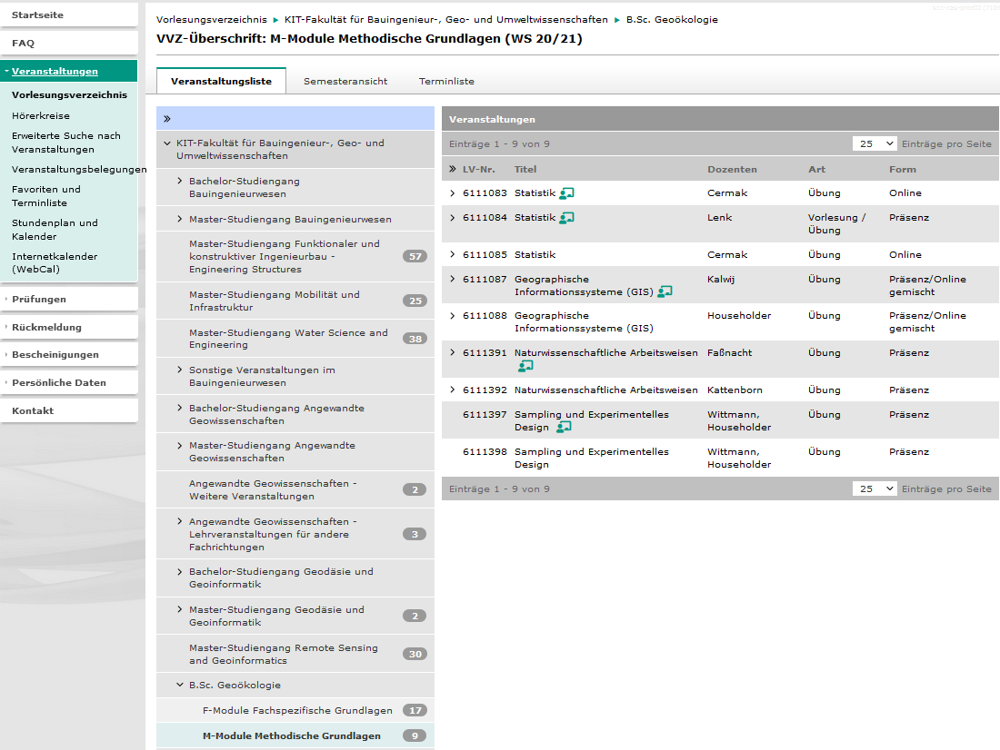 Startseite
FAQ
Veranstaltungen
Vorlesungsverzeichnis
Hörerkreise
Erweiterte Suche nach
Veranstaltungen
Veranstaltungsbelegungen
Favoriten und
Terminliste
Stundenplan und
Kalender
Internetkalender
(WebCal)
Prüfungen
Rückmeldung
Bescheinigungen
Persönliche Daten
Kontakt
Vorlesungsverzeichnis ► KIT-Fakultät für Bauingenieur-, Geo- und Umweltwissenschaften ► B.Sc. Geoökologie
VVZ-Überschrift: M-Module Methodische Grundlagen (WS 20/21)
Veranstaltungsliste Semesteransicht Terminliste
»
KIT-Fakultät für Bauingenieur-, Geo- und
Umweltwissenschaften
Bachelor-Studiengang
Bauingenieurwesen
Master-Studiengang Bauingenieurwesen
Master-Studiengang Funktionaler und
konstruktiver Ingenieurbau - 57
Engineering Structures
Master-Studiengang Mobilität und
Infrastruktur 25
Master-Studiengang Water Science and
Engineering 38
Sonstige Veranstaltungen im
Bauingenieurwesen
Bachelor-Studiengang Angewandte
Geowissenschaften
Master-Studiengang Angewandte
Geowissenschaften
Angewandte Geowissenschaften -
Weitere Veranstaltungen 2
Angewandte Geowissenschaften -
Lehrveranstaltungen für andere 3
Fachrichtungen
Bachelor-Studiengang Geodäsie und
Geoinformatik
Master-Studiengang Geodäsie und
Geoinformatik 2
Master-Studiengang Remote Sensing
and Geoinformatics 30
B.Sc. Geoökologie
F-Module Fachspezifische Grundlagen 17
M-Module Methodische Grundlagen 9
Veranstaltungen
Einträge 1 - 9 von 9 25 Einträge pro Seite
» LV-Nr. Titel Dozenten Art Form
6111083 Statistik Cermak Übung Online
6111084 Statistik Lenk Vorlesung / Präsenz
Übung
6111085 Statistik Cermak Übung Online
6111087 Geographische Kalwij Übung Präsenz/Online
Informationssysteme (GIS) gemischt
6111088 Geographische Householder Übung Präsenz/Online
Informationssysteme (GIS) gemischt
6111391 Naturwissenschaftliche Arbeitsweisen Faßnacht Übung Präsenz
6111392 Naturwissenschaftliche Arbeitsweisen Kattenborn Übung Präsenz
6111397 Sampling und Experimentelles Wittmann, Übung Präsenz
Design Householder
6111398 Sampling und Experimentelles Wittmann, Übung Präsenz
Design Householder
Einträge 1 - 9 von 9 25 Einträge pro Seite